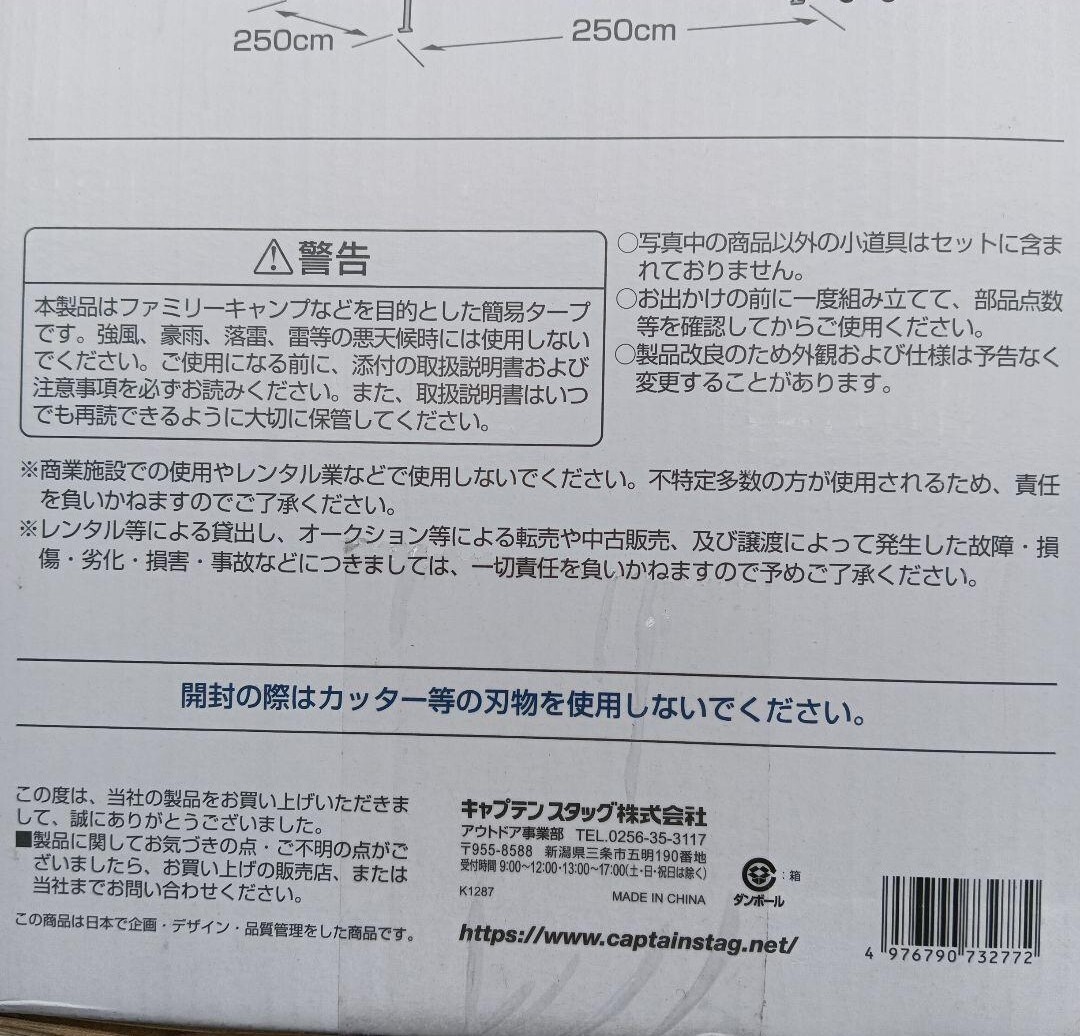 250cm
250cm
警告
本製品はファミリーキャンプなどを目的とした簡易タープ
です。強風、豪雨、落雷、雷等の悪天候時には使用しない
でください。ご使用になる前に、添付の取扱説明書および
注意事項を必ずお読みください。また、取扱説明書はいつ
でも再読できるように大切に保管してください。
○写真中の商品以外の小道具はセットに含ま
れておりません。
○お出かけの前に一度組み立てて、部品点数
等を確認してからご使用ください。
○製品改良のため外観および仕様は予告なく
変更することがあります。
※商業施設での使用やレンタル業などで使用しないでください。不特定多数の方が使用されるため、責任
を負いかねますのでご了承ください。
※レンタル等による貸出し、オークション等による転売や中古販売、及び譲渡によって発生した故障・損
傷・劣化・損害・事故などにつきましては、一切責任を負いかねますので予めご了承ください。
開封の際はカッター等の刃物を使用しないでください。
この度は、当社の製品をお買い上げいただきま
して、誠にありがとうございました。
■製品に関してお気づきの点・ご不明の点がご
ざいましたら、お買い上げの販売店、または
当社までお問い合わせください。
この商品は日本で企画・デザイン・品質管理をした商品です。
キャプテンスタッグ株式会社
アウトドア事業部 TEL.0256-35-3117
〒955-8588 新潟県三条市五明190番地
受付時間 9:00~12:00・13:00~17:00(土・日・祝日は除く)
K1287 MADE IN CHINA
https://www.captainstag.net/
ダンボール
:箱
4 976790 732772